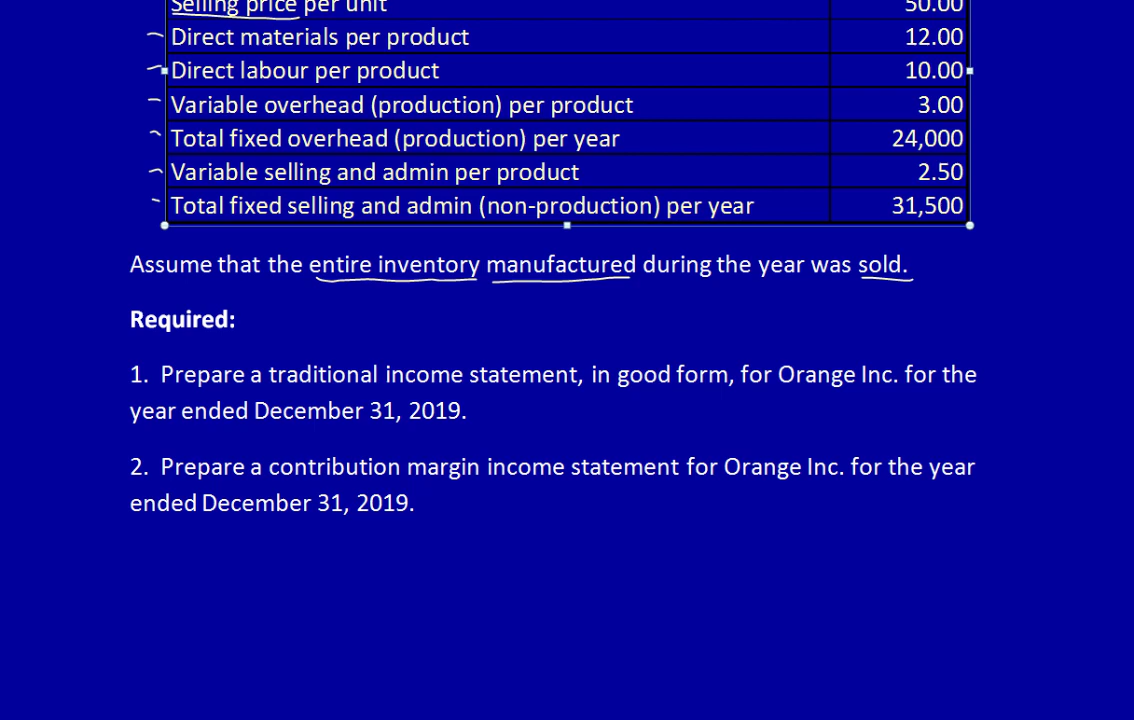 Selling price per unit 50.00
Direct materials per product 12.00
Direct labour per product 10.00
Variable overhead (production) per product 3.00
Total fixed overhead (production) per year 24,000
Variable selling and admin per product 2.50
Total fixed selling and admin (non-production) per year 31,500
Assume that the entire inventory manufactured during the year was sold.
Required:
1. Prepare a traditional income statement, in good form, for Orange Inc. for the
year ended December 31, 2019.
2. Prepare a contribution margin income statement for Orange Inc. for the year
ended December 31, 2019.